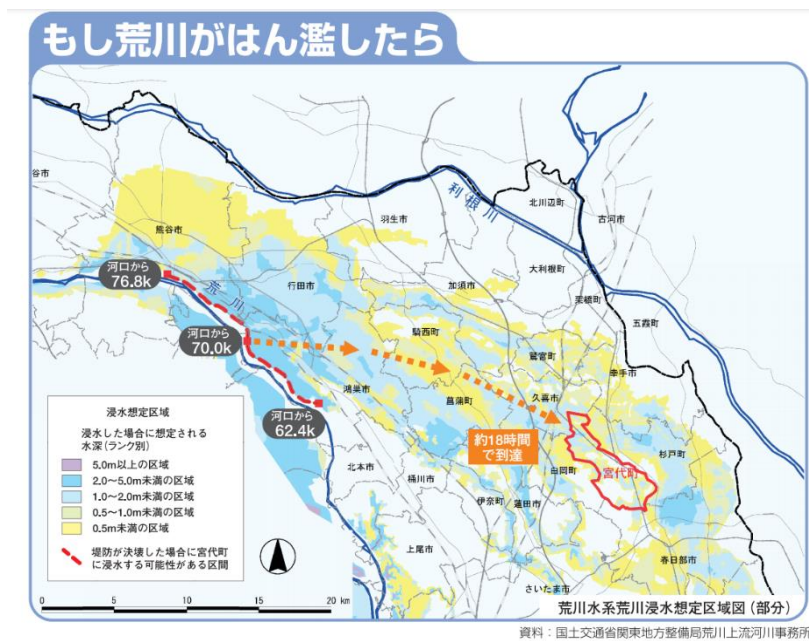 もし荒川がはん濫したら
谷市
熊谷市
羽生市
利根川
北川辺町
古河市
河口から
76.8k
荒川
行田市
加須市
大利根町
栗橋町
五霞町
河口から
70.0k
騎西町
鷲宮町
幸手市
鴻巣市
菖蒲町
久喜市
河口から
62.4k
約18時間
で到達
杉戸町
白岡町
宮代町
北本市
桶川市
伊奈町
蓮田市
上尾市
春日部市
さいたま市
浸水想定区域
浸水した場合に想定される
水深(ランク別)
5.0m以上の区域
2.0～5.0m未満の区域
1.0～2.0m未満の区域
0.5～1.0m未満の区域
0.5m未満の区域
堤防が決壊した場合に宮代町
に浸水する可能性がある区間
0 5 10 15 20 km
荒川水系荒川浸水想定区域図(部分)
資料：国土交通省関東地方整備局荒川上流河川事務所